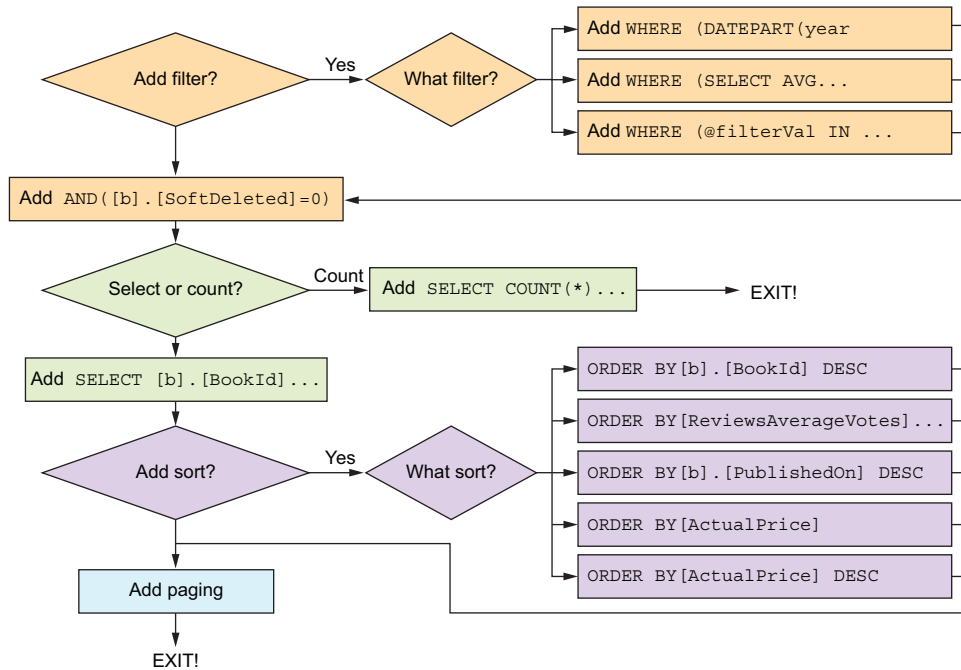 Add filter?
Yes
What filter?
Add WHERE (DATEPART(year
Add WHERE (SELECT AVG...
Add WHERE (@filterVal IN ...
Add AND([b].[SoftDeleted]=0)
Select or count?
Count
Add SELECT COUNT(*)...
EXIT!
Add SELECT [b].[BookId]...
Add sort?
Yes
What sort?
ORDER BY[b].[BookId] DESC
ORDER BY[ReviewsAverageVotes]...
ORDER BY[b].[PublishedOn] DESC
ORDER BY[ActualPrice]
ORDER BY[ActualPrice] DESC
Add paging
EXIT!